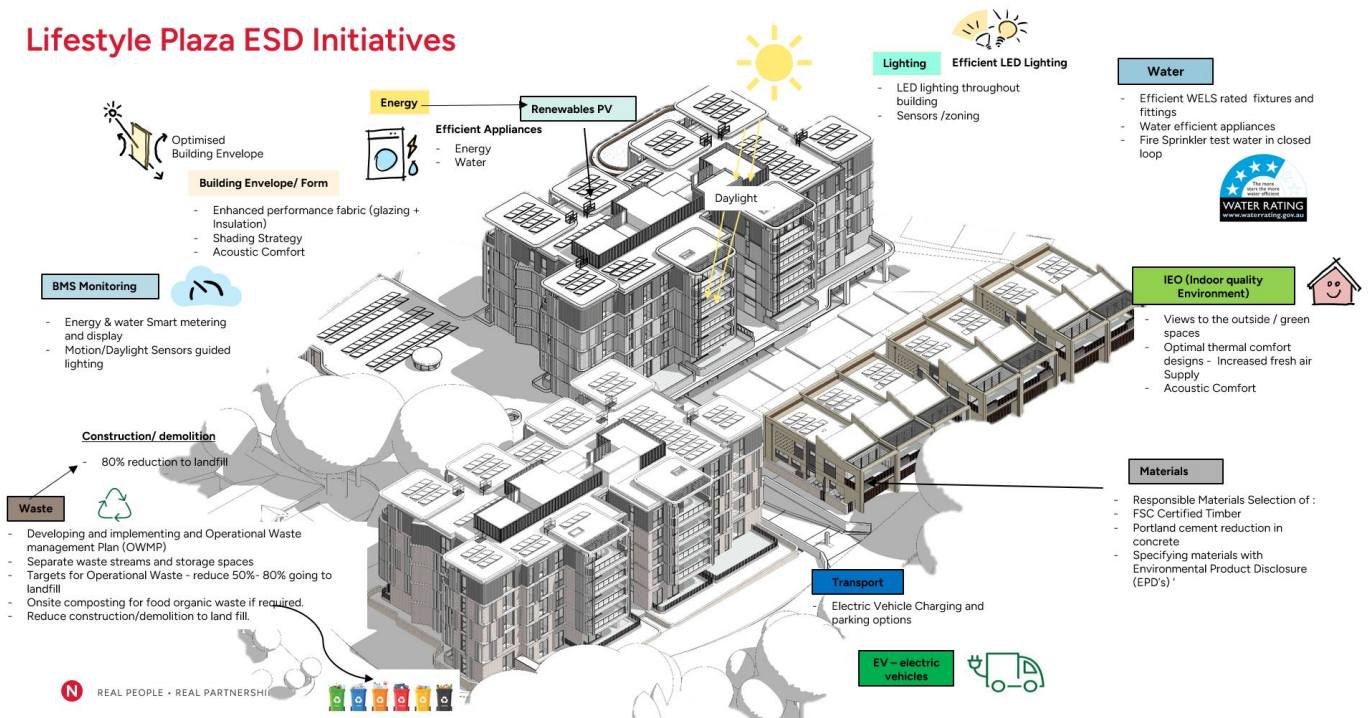 Lifestyle Plaza ESD Initiatives
Optimised
Building Envelope
Building Envelope/ Form
- Enhanced performance fabric (glazing +
Insulation)
- Shading Strategy
- Acoustic Comfort
Energy
Renewables PV
Efficient Appliances
- Energy
- Water
Daylight
Lighting
Efficient LED Lighting
- LED lighting throughout
building
- Sensors /zoning
Water
- Efficient WELS rated fixtures and
fittings
- Water efficient appliances
- Fire Sprinkler test water in closed
loop
The more
stars the more
water efficient
WATER RATING
www.waterrating.gov.au
BMS Monitoring
- Energy & water Smart metering
and display
- Motion/Daylight Sensors guided
lighting
IEO (Indoor quality
Environment)
- Views to the outside / green
spaces
- Optimal thermal comfort
designs - Increased fresh air
Supply
- Acoustic Comfort
Construction/ demolition
- 80% reduction to landfill
Waste
- Developing and implementing and Operational Waste
management Plan (OWMP)
- Separate waste streams and storage spaces
- Targets for Operational Waste - reduce 50%- 80% going to
landfill
- Onsite composting for food organic waste if required.
- Reduce construction/demolition to land fill.
Materials
- Responsible Materials Selection of :
- FSC Certified Timber
- Portland cement reduction in
concrete
- Specifying materials with
Environmental Product Disclosure
(EPD's) '
Transport
- Electric Vehicle Charging and
parking options
EV – electric
vehicles
N
REAL PEOPLE • REAL PARTNERSHI